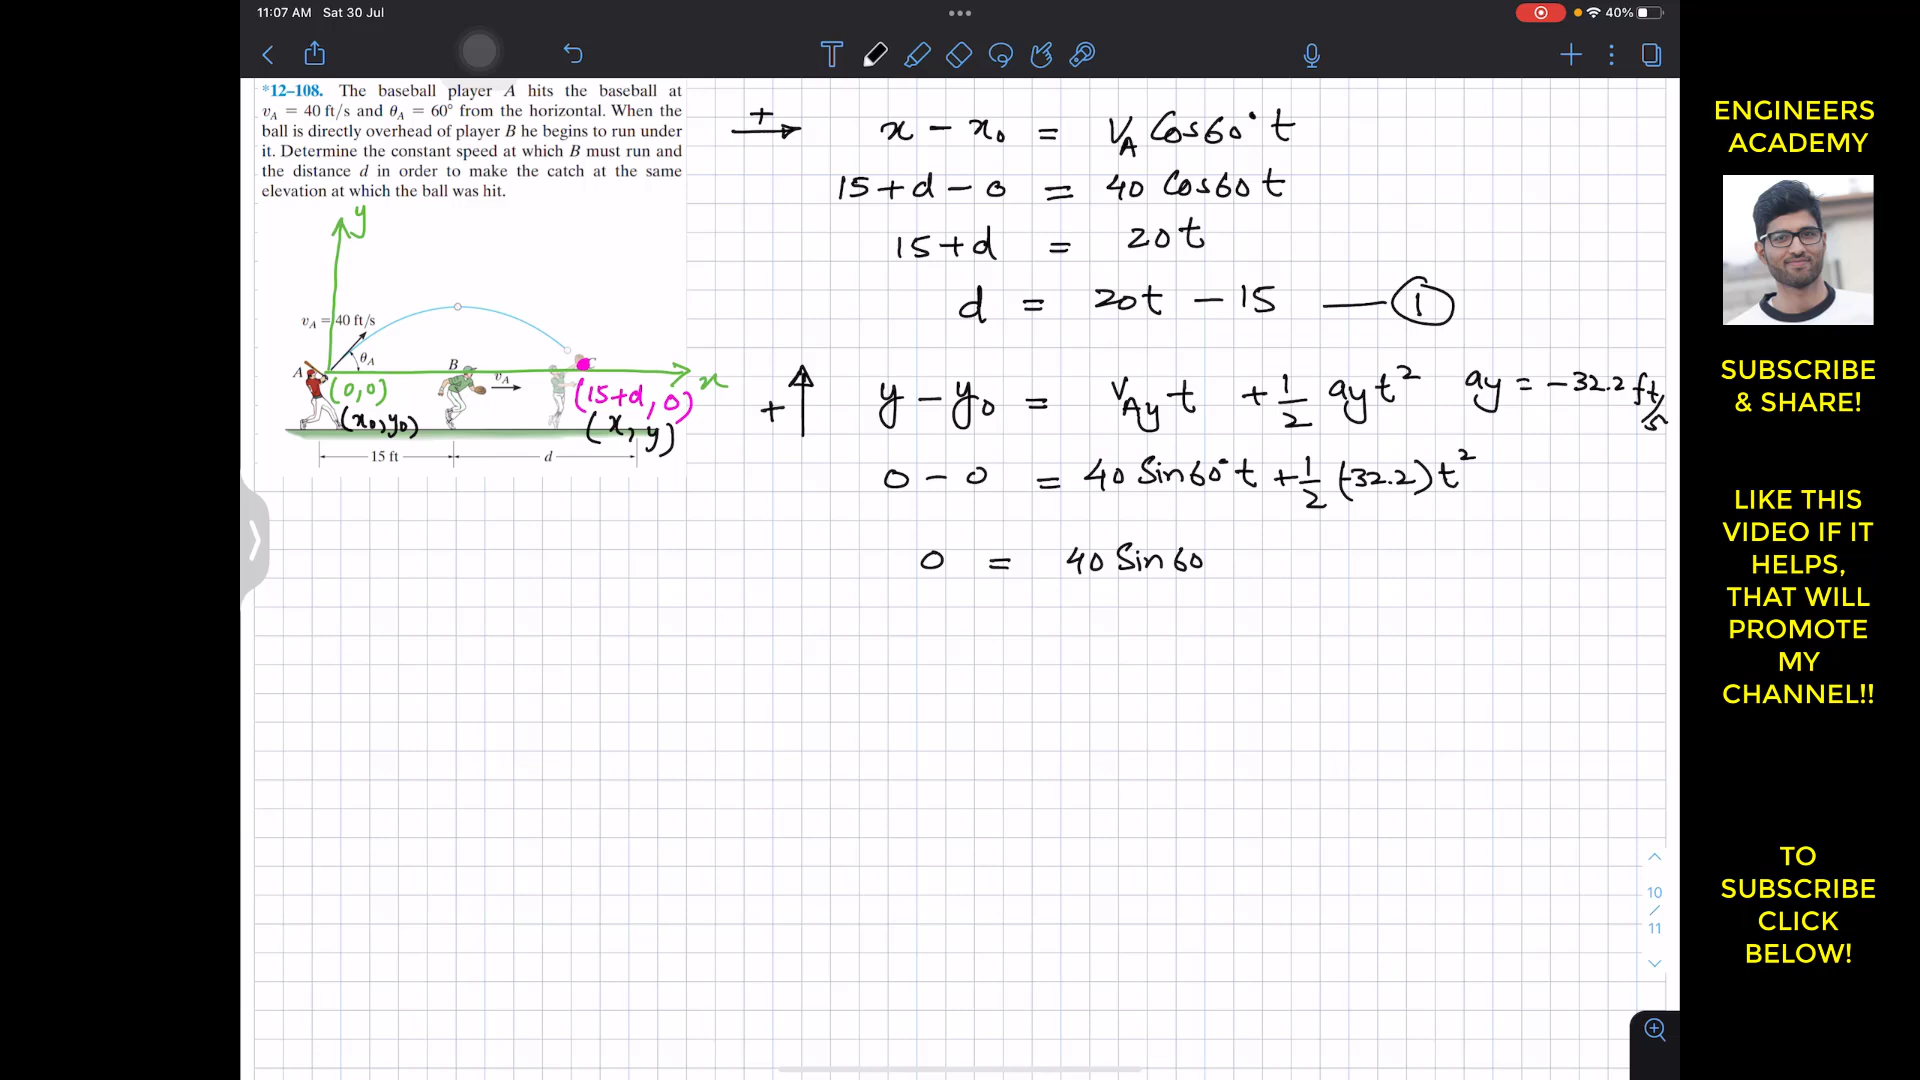 11:07 AM Sat 30 Jul
40%
*12–108. The baseball player A hits the baseball at
vA = 40 ft/s and θA = 60° from the horizontal. When the
ball is directly overhead of player B he begins to run under
it. Determine the constant speed at which B must run and
the distance d in order to make the catch at the same
elevation at which the ball was hit.
y
vA = 40 ft/s
θA
A
B
vA
C
x
(0,0)
(15+d, 0)
(x0,y0)
(x, y)
15 ft
d
+
x - x0 = VA Cos60° t
15+d - 0 = 40 Cos60 t
15+d = 20t
d = 20t - 15 — 1
+ y - y0 = VAy t + 1/2 ay t² ay = -32.2 ft/s
0 - 0 = 40 Sin60° t + 1/2 (-32.2) t²
0 = 40 Sin 60
10
/
11
ENGINEERS
ACADEMY
SUBSCRIBE
& SHARE!
LIKE THIS
VIDEO IF IT
HELPS,
THAT WILL
PROMOTE
MY
CHANNEL!!
TO
SUBSCRIBE
CLICK
BELOW!